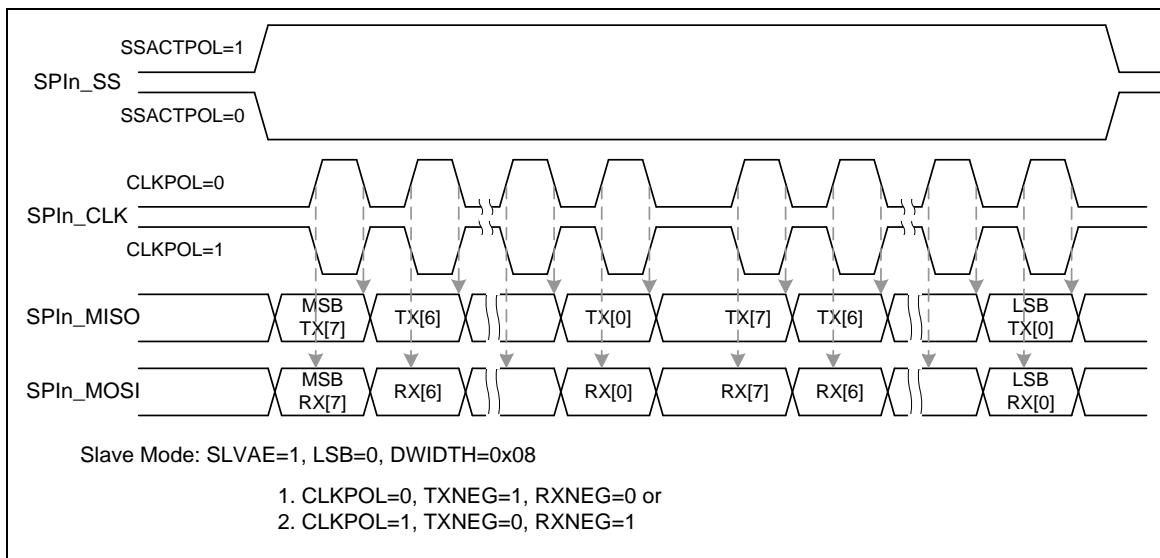 SSACTPOL=1
SPIn_SS
SSACTPOL=0
CLKPOL=0
SPIn_CLK
CLKPOL=1
SPIn_MISO
MSB
TX[7]
TX[6]
TX[0]
TX[7]
TX[6]
LSB
TX[0]
SPIn_MOSI
MSB
RX[7]
RX[6]
RX[0]
RX[7]
RX[6]
LSB
RX[0]
Slave Mode: SLVAE=1, LSB=0, DWIDTH=0x08
1. CLKPOL=0, TXNEG=1, RXNEG=0 or
2. CLKPOL=1, TXNEG=0, RXNEG=1